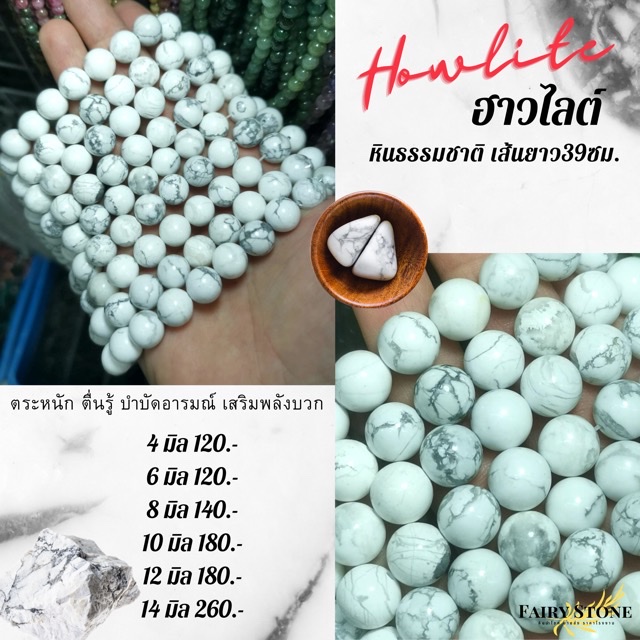 Howlite
ฮาวไลต์
หินธรรมชาติ เส้นยาว39ซม.
ตระหนัก ตื่นรู้ บำบัดอารมณ์ เสริมพลังบวก
4 มิล 120.-
6 มิล 120.-
8 มิล 140.-
10 มิล 180.-
12 มิล 180.-
14 มิล 260.-
FAIRY STONE